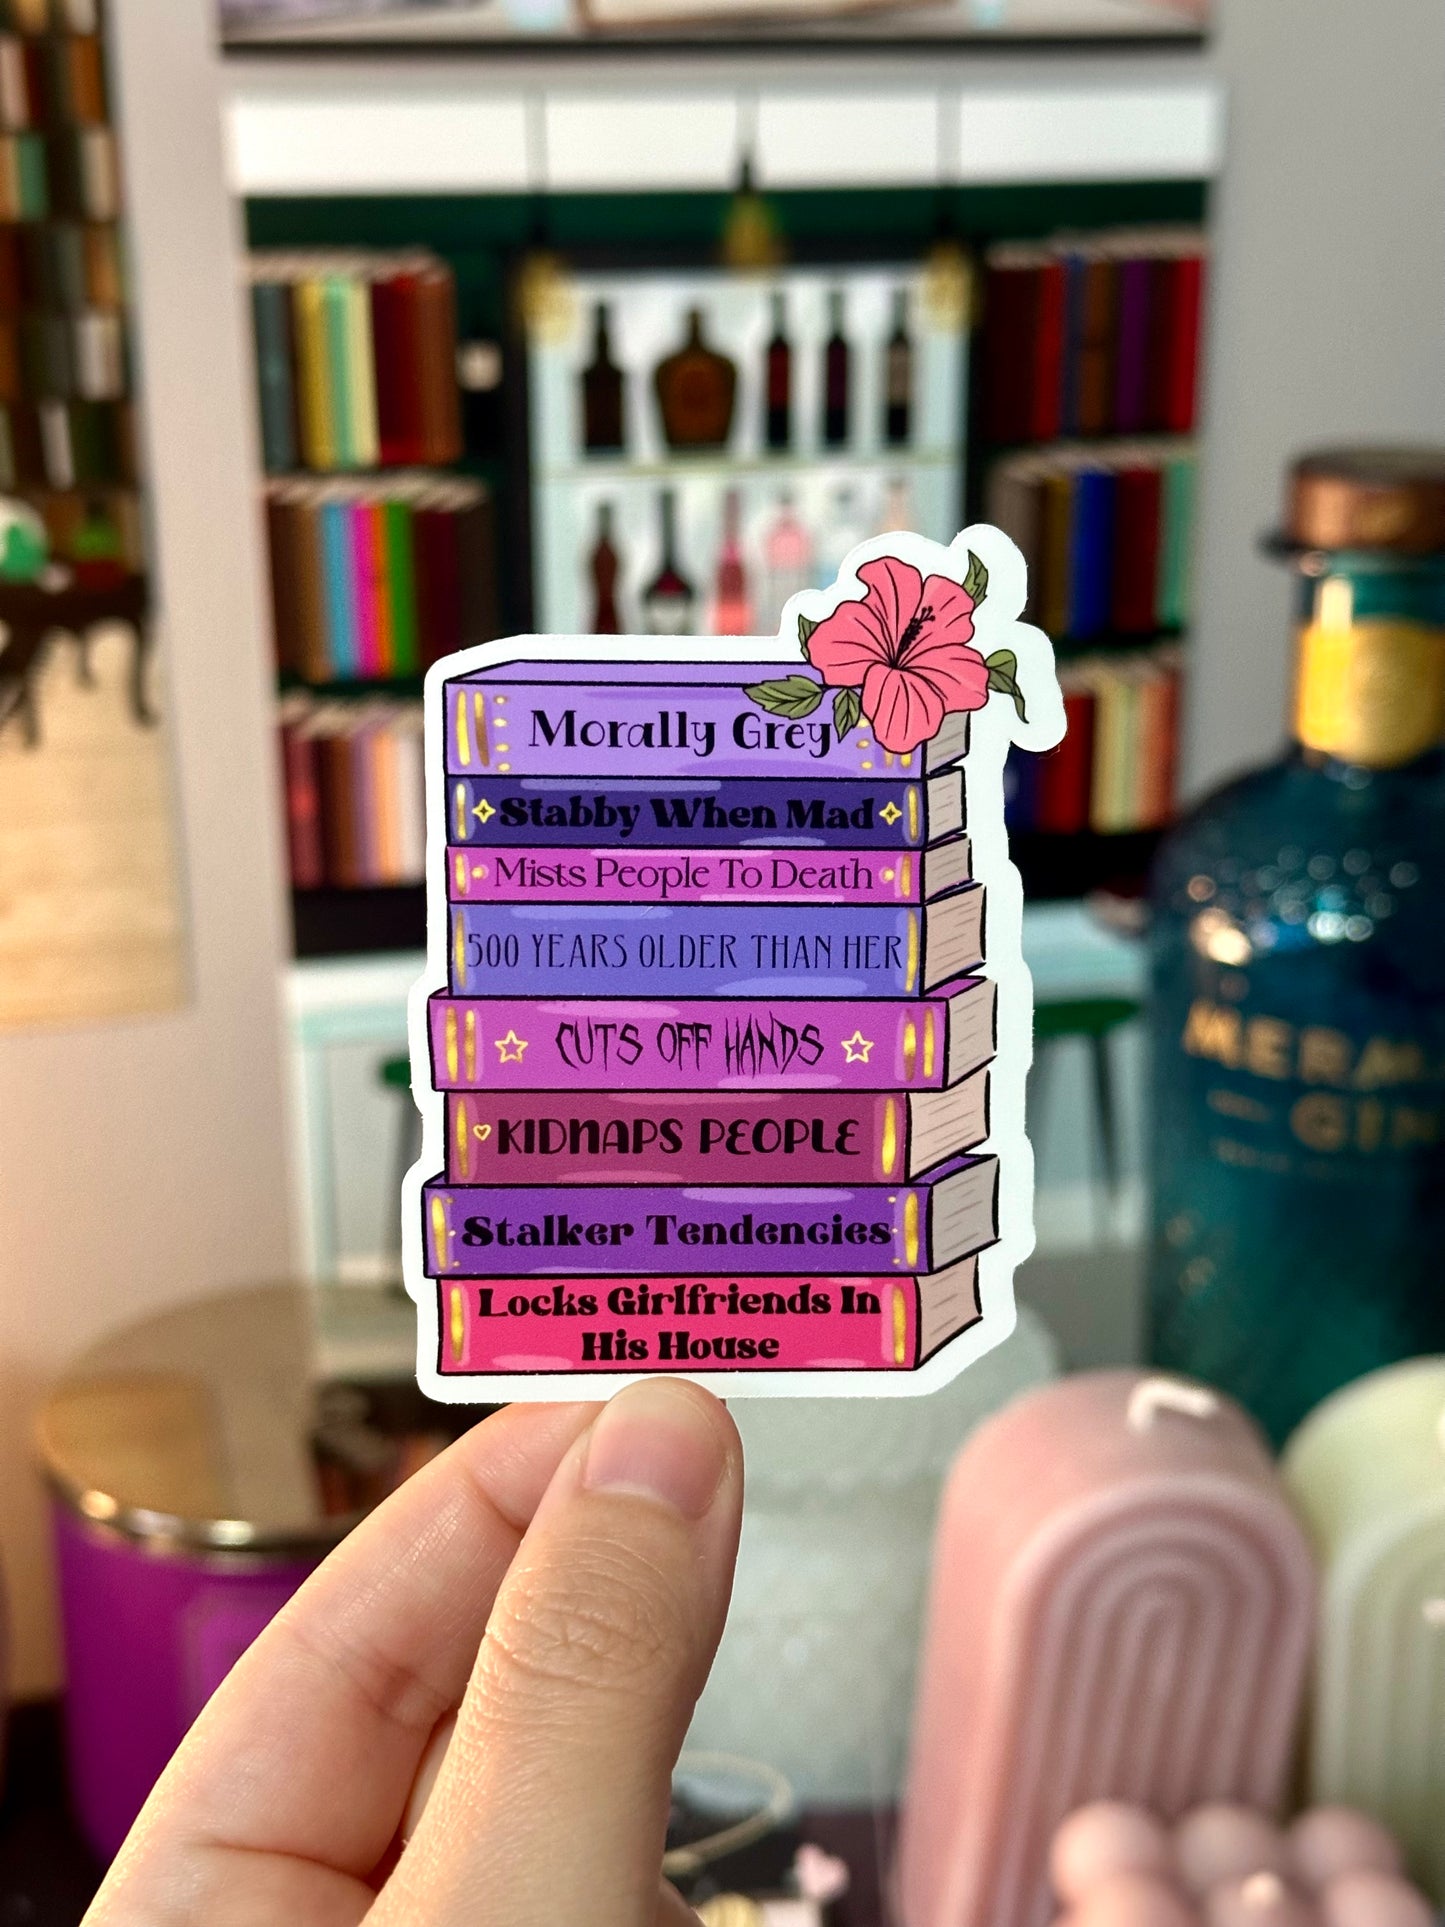 Morally Grey
Stabby When Mad
Mists People To Death
500 YEARS OLDER THAN HER
CUTS OFF HANDS
KIDNAPS PEOPLE
Stalker Tendencies
Locks Girlfriends In
His House
GIN